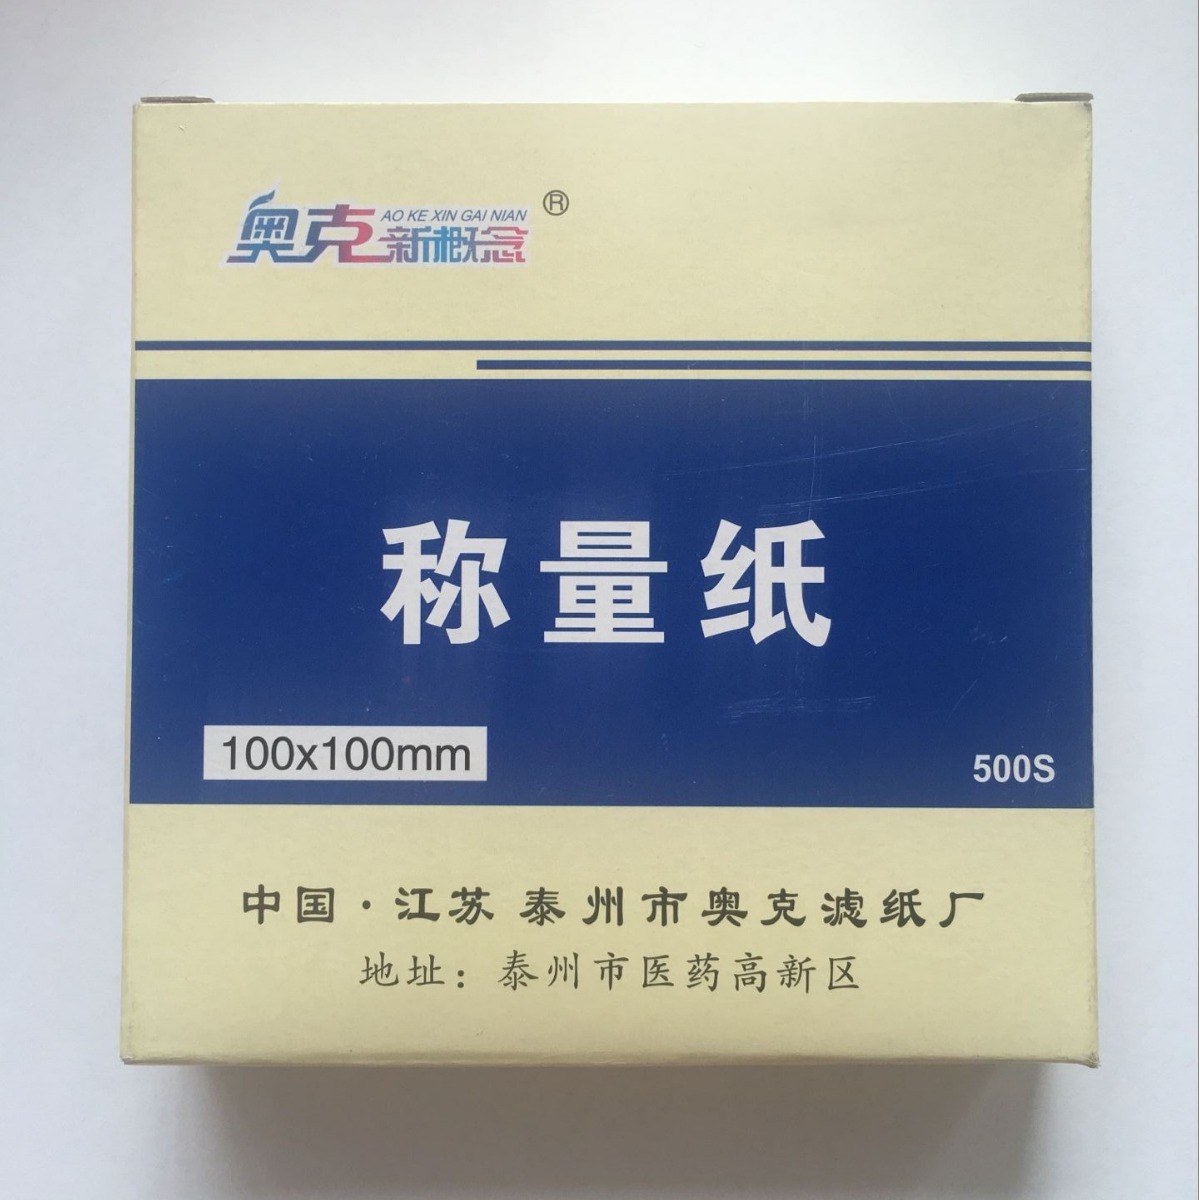 奥克新概念 AO KE XIN GAI NIAN ®
称量纸
100x100mm
500S
中国·江苏 泰州市奥克滤纸厂
地址：泰州市医药高新区